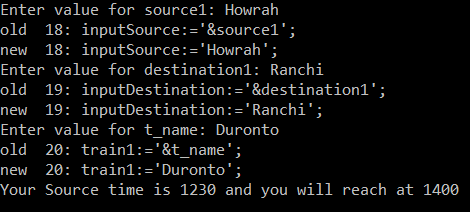 Enter value for source1: Howrah
old  18: inputSource:='&source1';
new  18: inputSource:='Howrah';
Enter value for destination1: Ranchi
old  19: inputDestination:='&destination1';
new  19: inputDestination:='Ranchi';
Enter value for t_name: Duronto
old  20: train1:='&t_name';
new  20: train1:='Duronto';
Your Source time is 1230 and you will reach at 1400